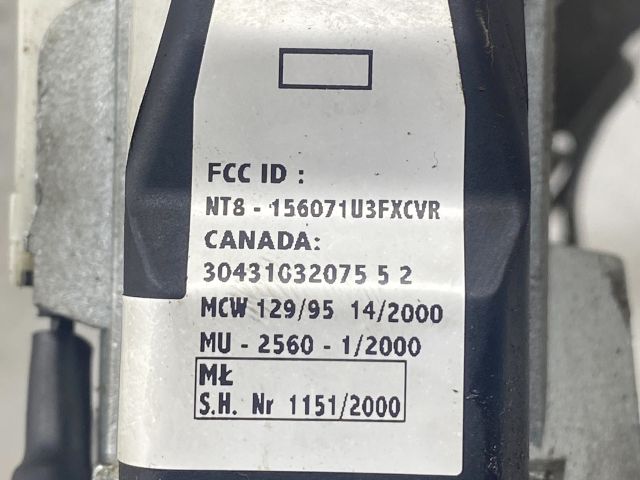 FCC ID :
NT8 - 156071U3FXCVR
CANADA:
30431032075 5 2
MCW 129/95 14/2000
MU - 2560 - 1/2000
MŁ
S.H. Nr 1151/2000